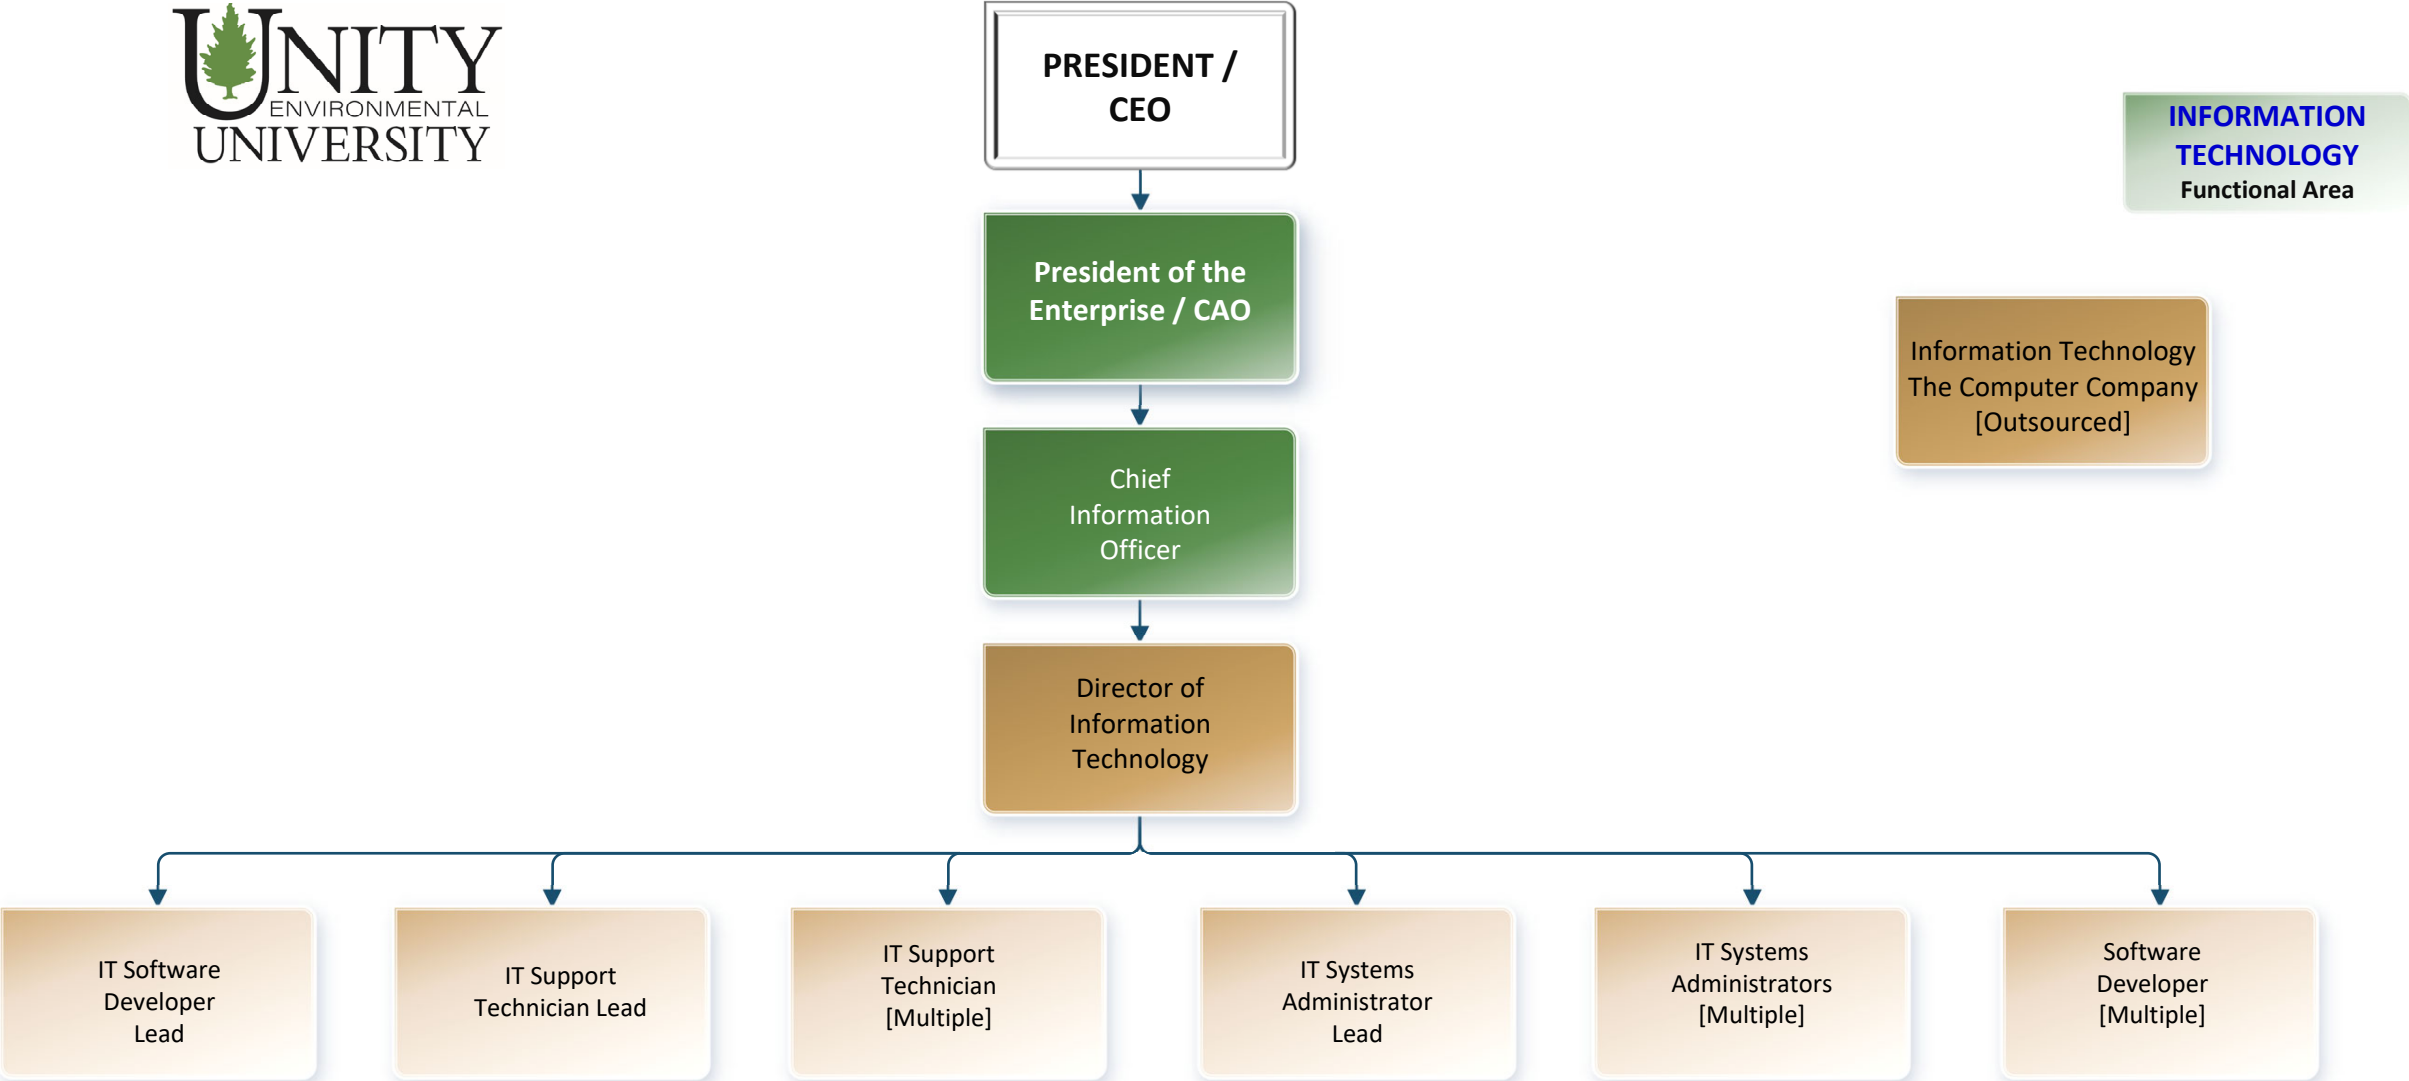 UNITY
ENVIRONMENTAL
UNIVERSITY
PRESIDENT /
CEO
INFORMATION
TECHNOLOGY
Functional Area
President of the
Enterprise / CAO
Information Technology
The Computer Company
[Outsourced]
Chief
Information
Officer
Director of
Information
Technology
IT Software
Developer
Lead
IT Support
Technician Lead
IT Support
Technician
[Multiple]
IT Systems
Administrator
Lead
IT Systems
Administrators
[Multiple]
Software
Developer
[Multiple]